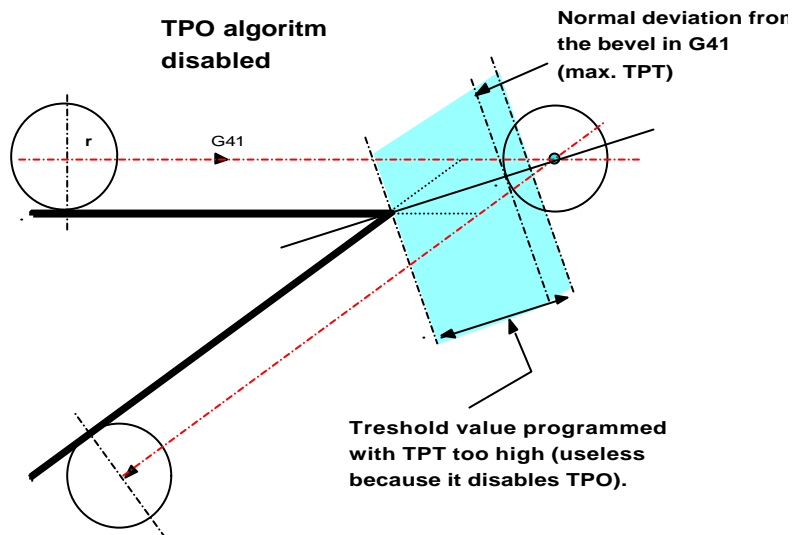 TPO algoritm
disabled
Normal deviation from
the bevel in G41
(max. TPT)
r
G41
Treshold value programmed
with TPT too high (useless
because it disables TPO).